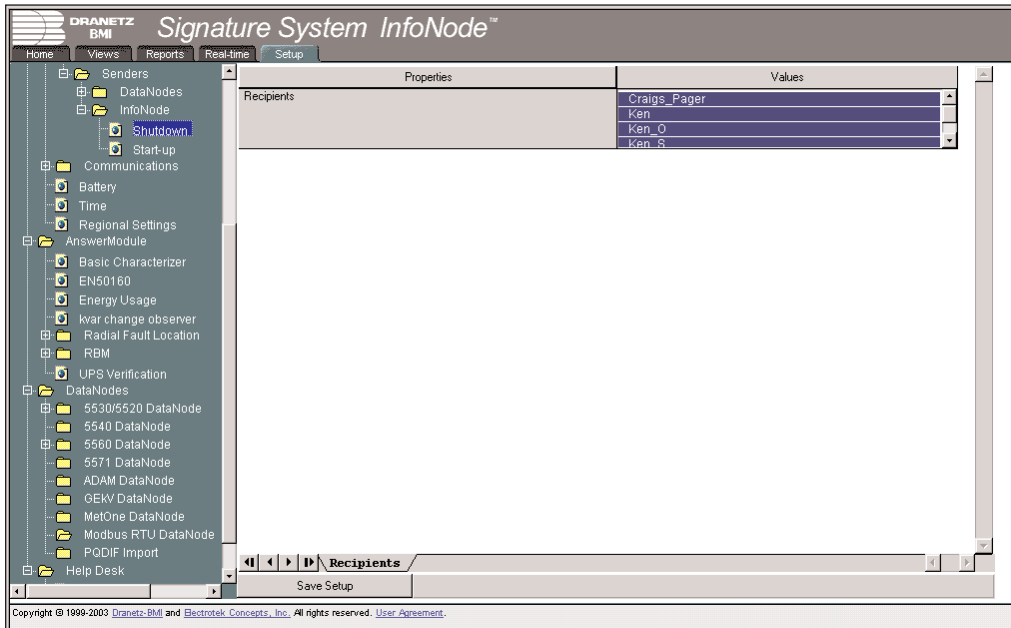 DRANETZ BMI Signature System InfoNode™
Home Views Reports Real-time Setup
Senders
DataNodes
InfoNode
Shutdown
Start-up
Communications
Battery
Time
Regional Settings
AnswerModule
Basic Characterizer
EN50160
Energy Usage
kvar change observer
Radial Fault Location
RBM
UPS Verification
DataNodes
5530/5520 DataNode
5540 DataNode
5560 DataNode
5571 DataNode
ADAM DataNode
GEkV DataNode
MetOne DataNode
Modbus RTU DataNode
PQDIF Import
Help Desk
Properties Values
Recipients
Craigs_Pager
Ken
Ken_O
Ken_S
Recipients
Save Setup
Copyright © 1999-2003 Dranetz-BMI and Electrotek Concepts, Inc. All rights reserved. User Agreement.